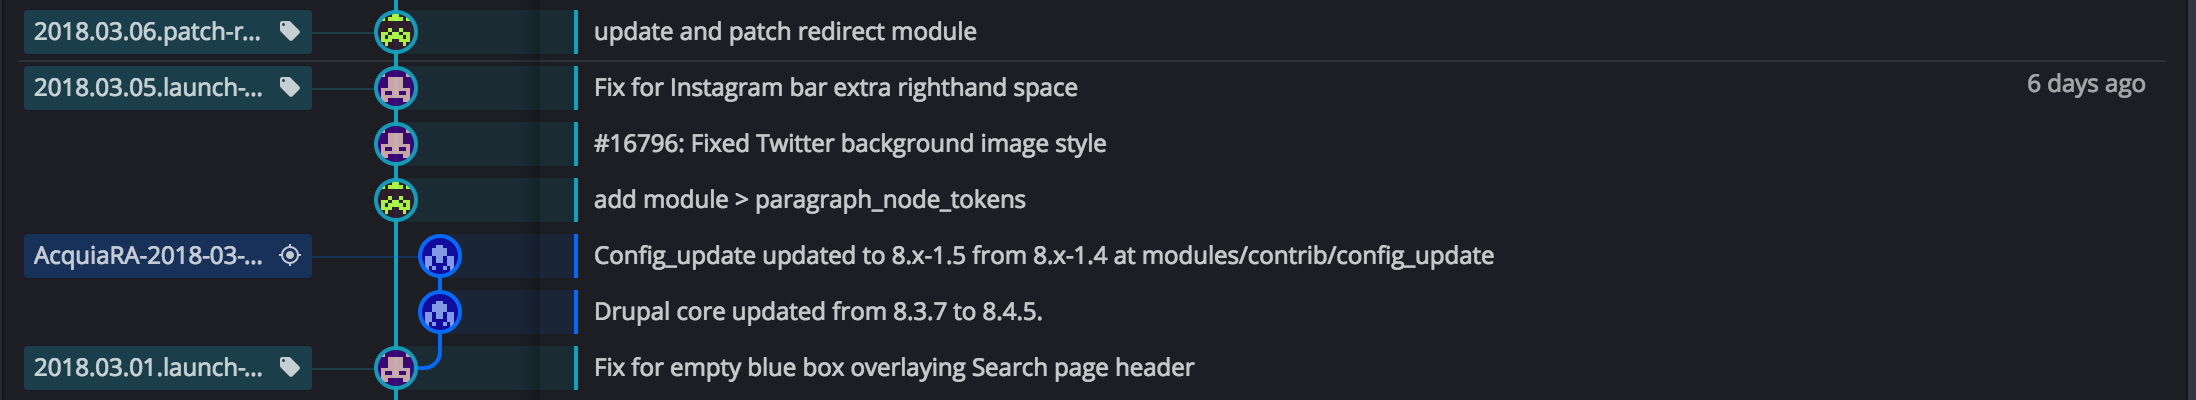 2018.03.06.patch-r... update and patch redirect module
2018.03.05.launch-... Fix for Instagram bar extra righthand space 6 days ago
#16796: Fixed Twitter background image style
add module > paragraph_node_tokens
AcquiaRA-2018-03-... Config_update updated to 8.x-1.5 from 8.x-1.4 at modules/contrib/config_update
Drupal core updated from 8.3.7 to 8.4.5.
2018.03.01.launch-... Fix for empty blue box overlaying Search page header